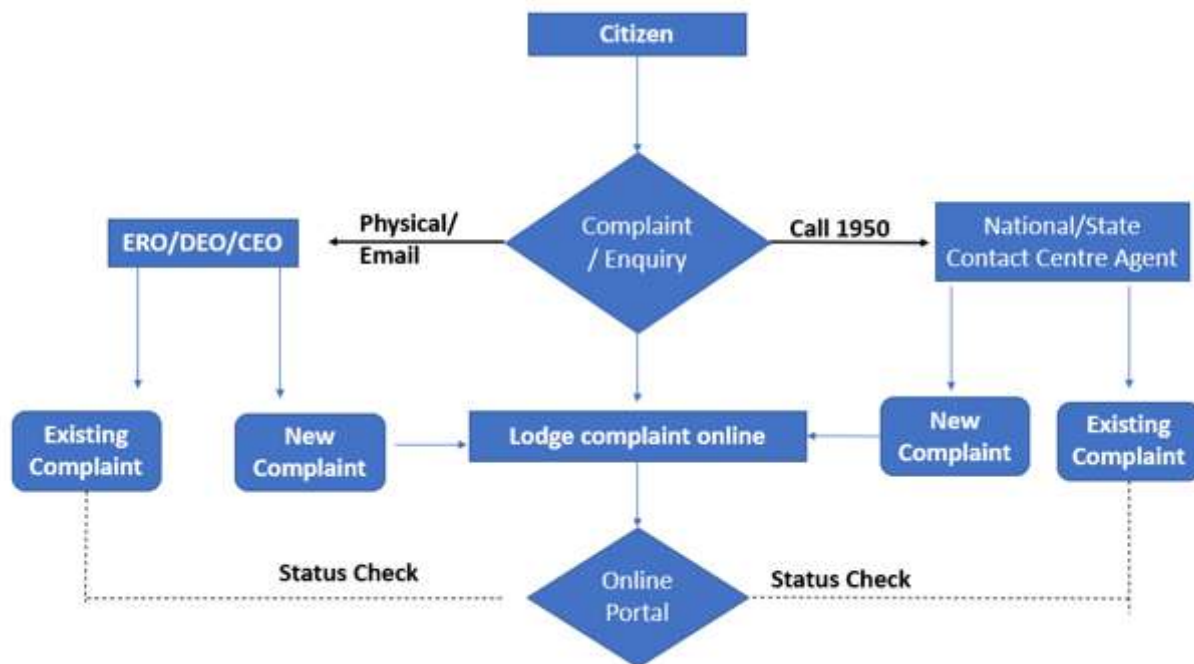 Citizen
Physical/
Email
Complaint
/ Enquiry
Call 1950
ERO/DEO/CEO
National/State
Contact Centre Agent
Existing
Complaint
New
Complaint
Lodge complaint online
New
Complaint
Existing
Complaint
Status Check
Online
Portal
Status Check